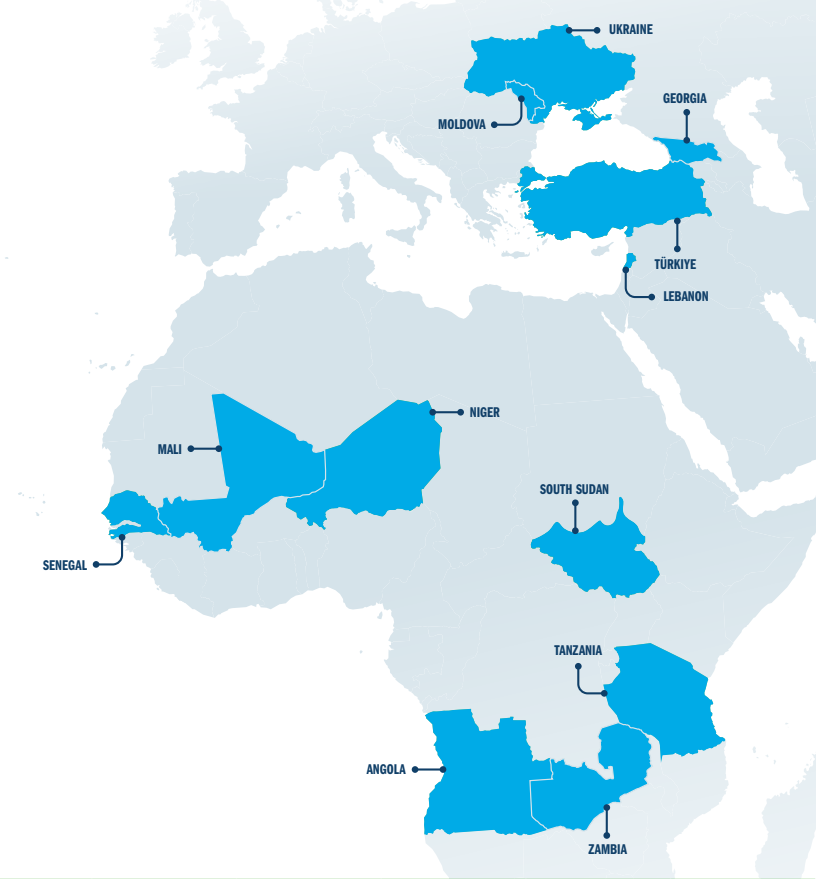 UKRAINE
GEORGIA
MOLDOVA
TÜRKIYE
LEBANON
NIGER
MALI
SOUTH SUDAN
SENEGAL
TANZANIA
ANGOLA
ZAMBIA